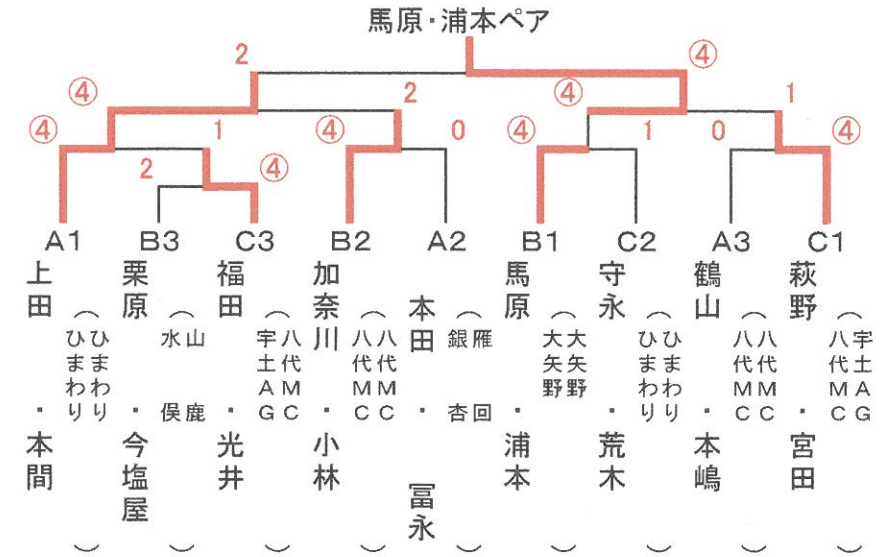 馬原・浦本ペア
2 ④
④ 2 ④ 1
④ 1 ④ 0 ④ 1 0 ④
2 ④
A1 B3 C3 B2 A2 B1 C2 A3 C1
上田・本間(ひまわり ひまわり)
栗原・今塩屋(山鹿 水俣)
福田・光井(八代MC 宇土AG)
加奈川・小林(八代MC 八代MC)
本田・冨永(雁回 銀杏)
馬原・浦本(大矢野 大矢野)
守永・荒木(ひまわり ひまわり)
鶴山・本嶋(八代MC 八代MC)
萩野・宮田(宇土AG 八代MC)